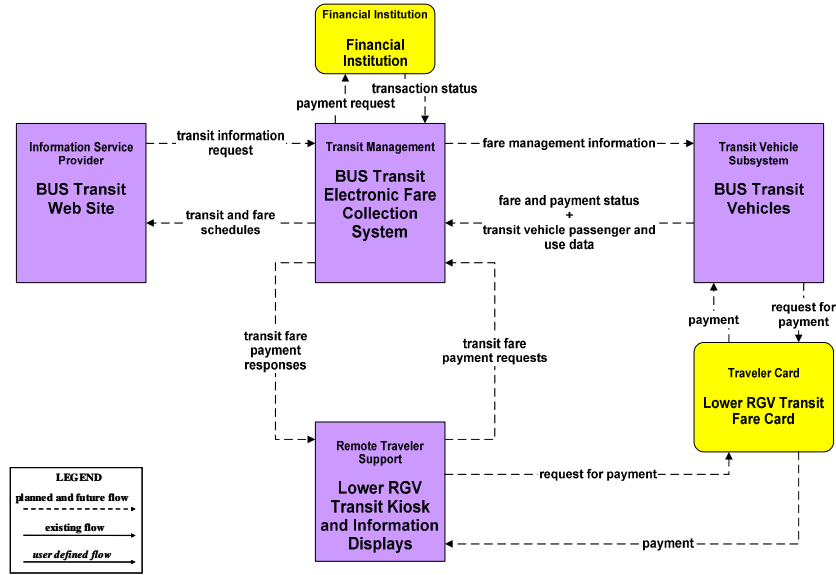 Financial Institution
Financial
Institution
payment request
transaction status
Information Service
Provider
BUS Transit
Web Site
transit information
request
transit and fare
schedules
Transit Management
BUS Transit
Electronic Fare
Collection
System
fare management information
fare and payment status
+
transit vehicle passenger and
use data
Transit Vehicle
Subsystem
BUS Transit
Vehicles
payment
request for
payment
transit fare
payment
responses
transit fare
payment requests
Traveler Card
Lower RGV Transit
Fare Card
Remote Traveler
Support
Lower RGV
Transit Kiosk
and Information
Displays
request for payment
payment
LEGEND
planned and future flow
existing flow
user defined flow